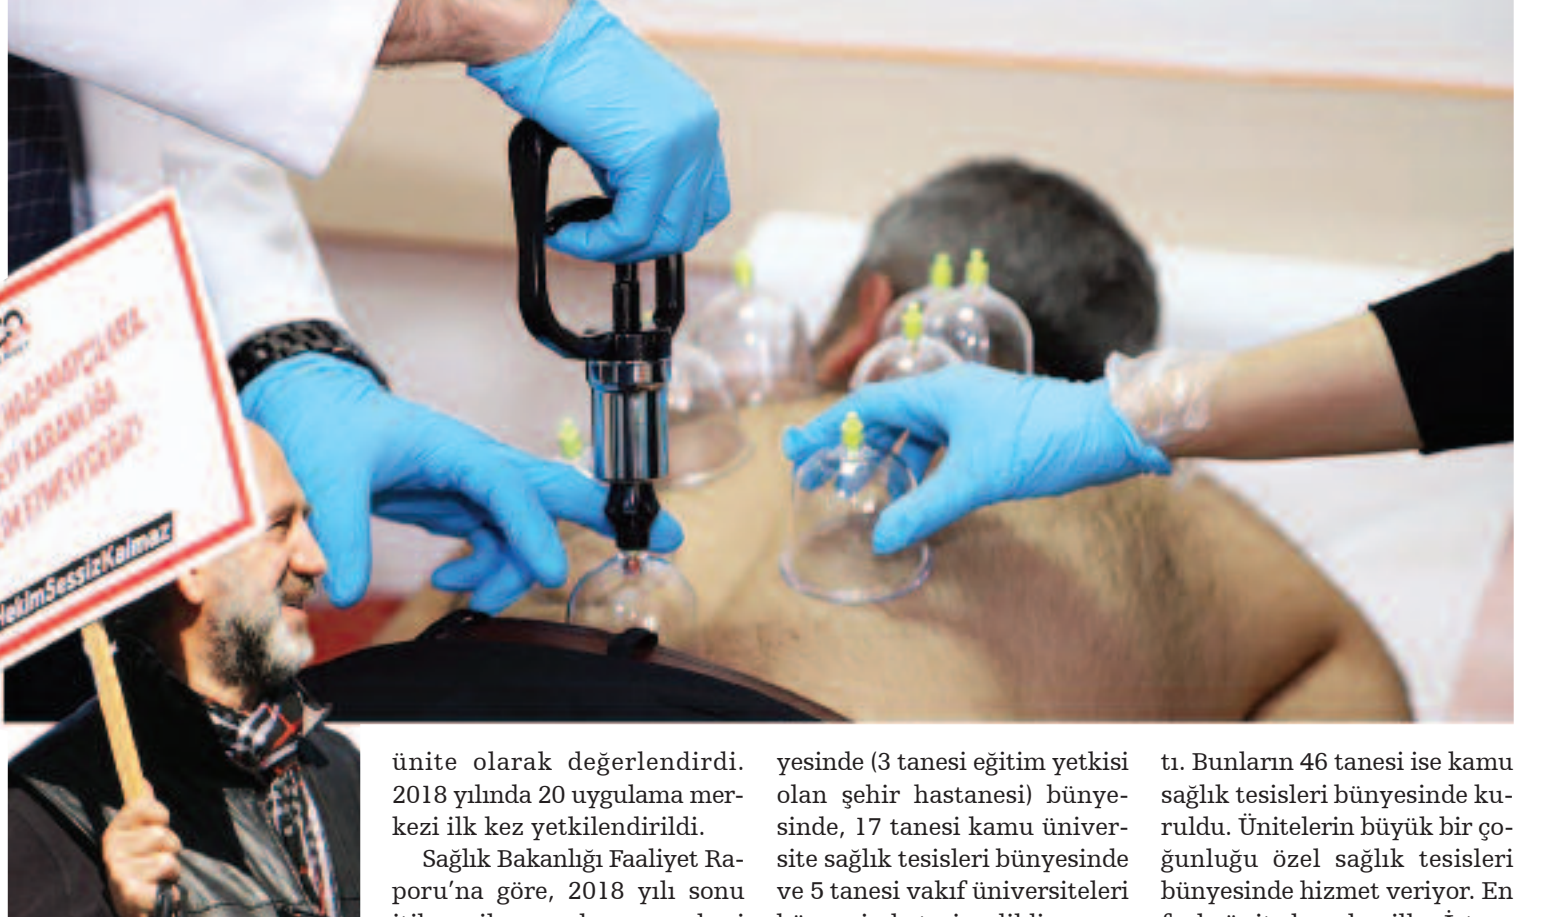 KARANLIĞA
HekimSessizKalmaz
ünite olarak değerlendirdi.
2018 yılında 20 uygulama mer-
kezi ilk kez yetkilendirildi.
Sağlık Bakanlığı Faaliyet Ra-
poru’na göre, 2018 yılı sonu
yesinde (3 tanesi eğitim yetkisi
olan şehir hastanesi) bünye-
sinde, 17 tanesi kamu üniver-
site sağlık tesisleri bünyesinde
ve 5 tanesi vakıf üniversiteleri
tı. Bunların 46 tanesi ise kamu
sağlık tesisleri bünyesinde ku-
ruldu. Ünitelerin büyük bir ço-
ğunluğu özel sağlık tesisleri
bünyesinde hizmet veriyor. En